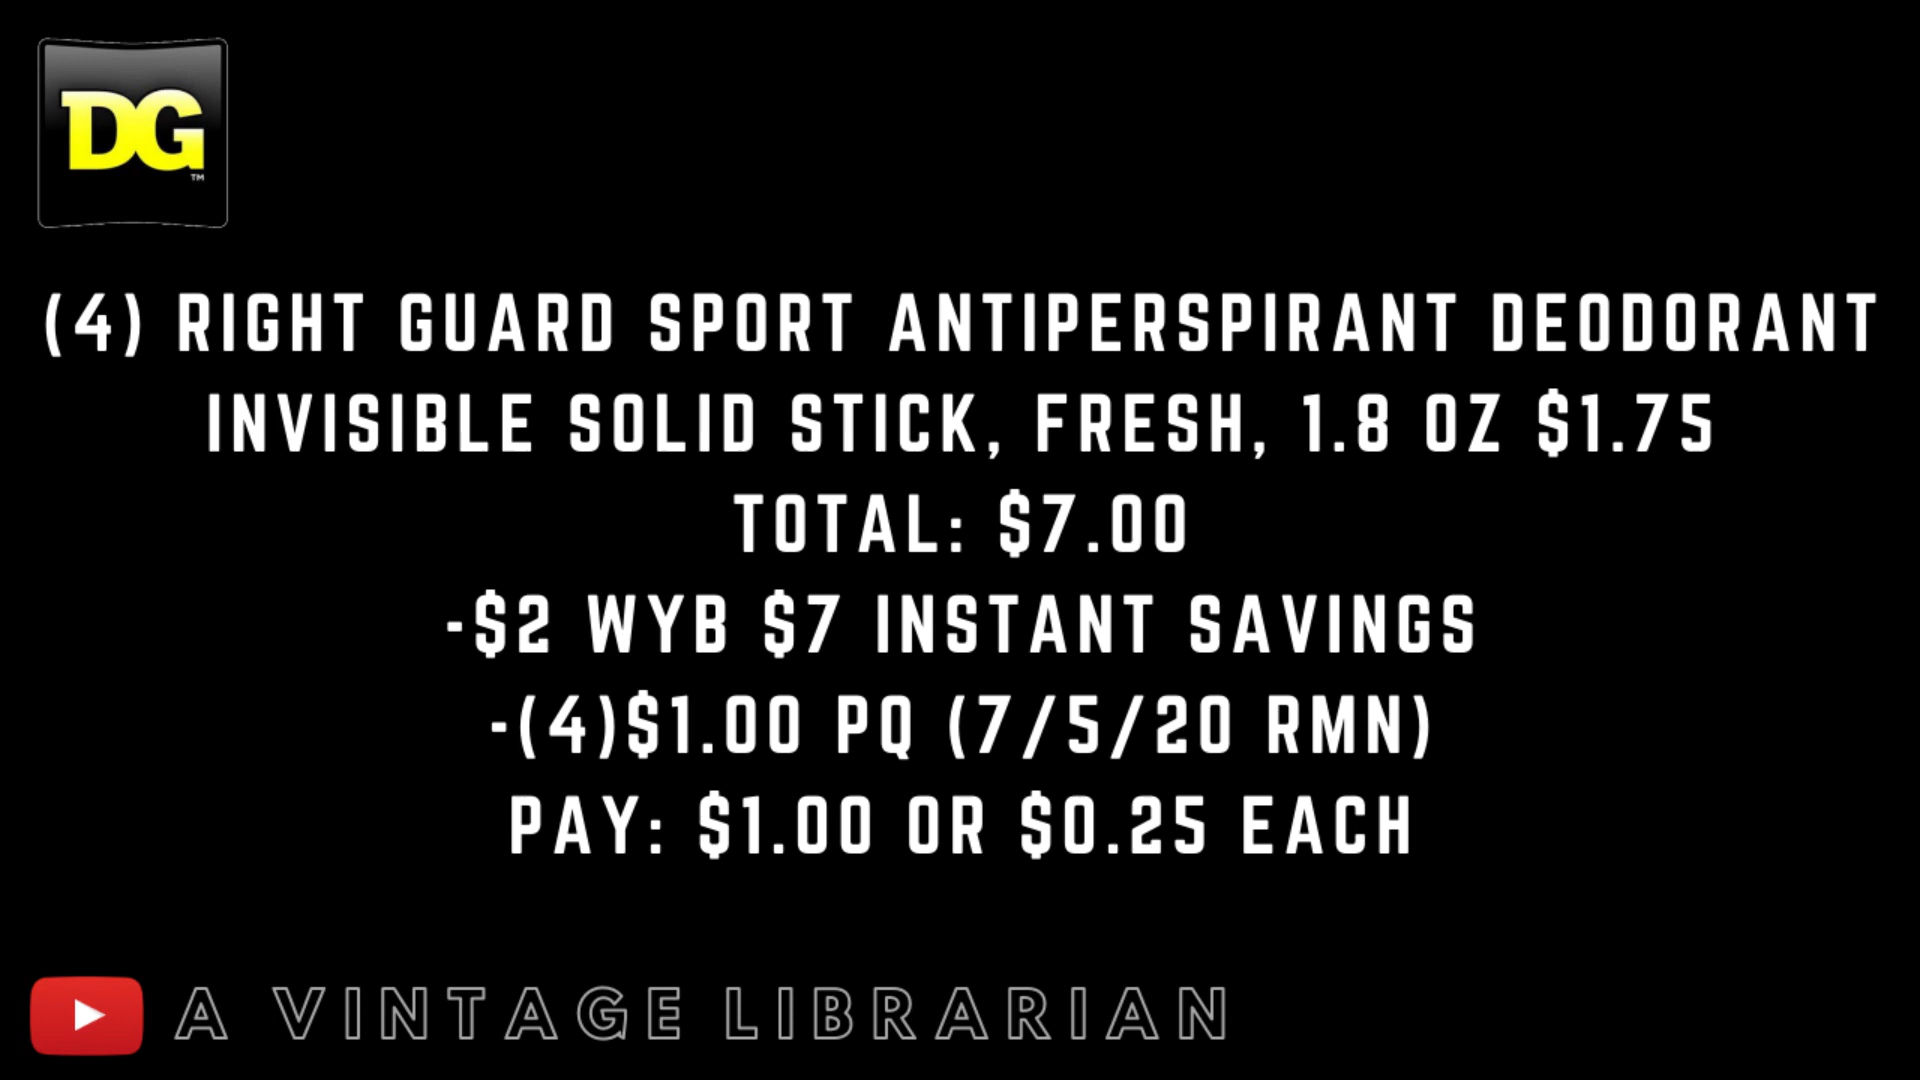 DG
TM
(4) RIGHT GUARD SPORT ANTIPERSPIRANT DEODORANT
INVISIBLE SOLID STICK, FRESH, 1.8 OZ $1.75
TOTAL: $7.00
-$2 WYB $7 INSTANT SAVINGS
-(4)$1.00 PQ (7/5/20 RMN)
PAY: $1.00 OR $0.25 EACH
A VINTAGE LIBRARIAN